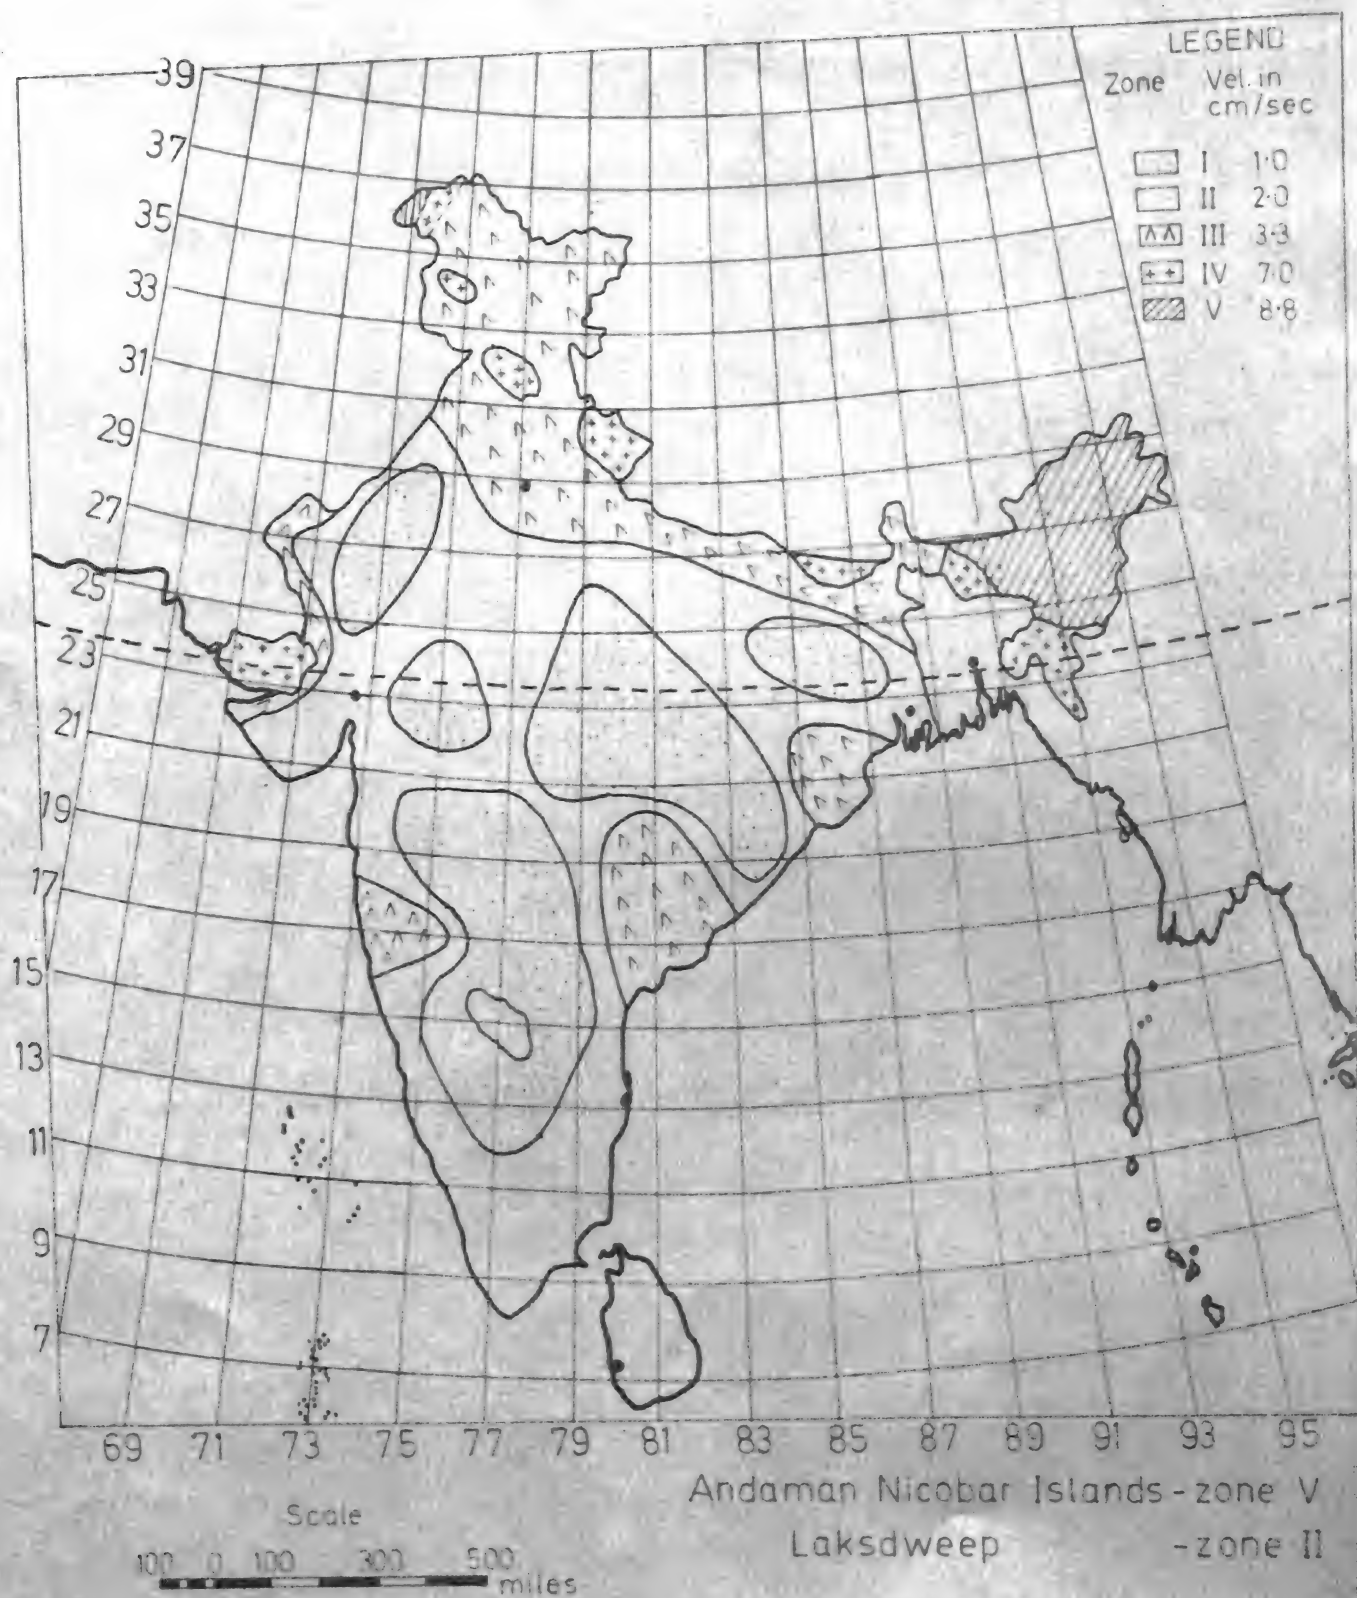 LEGEND
Zone Vel. in
cm/sec
I 1·0
II 2·0
III 3·3
IV 7·0
V 8·8
39
37
35
33
31
29
27
25
23
21
19
17
15
13
11
9
7
69 71 73 75 77 79 81 83 85 87 89 91 93 95
Andaman Nicobar Islands - zone V
Laksdweep - zone II
Scale
100 0 100 300 500
miles